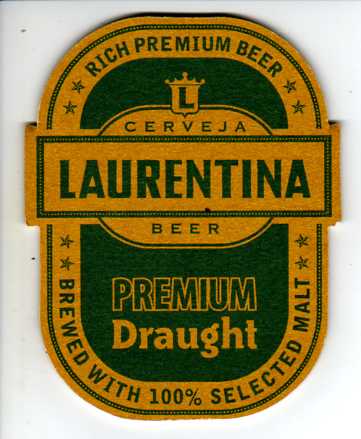 RICH PREMIUM BEER
L
CERVEJA
LAURENTINA
BEER
PREMIUM
Draught
BREWED WITH 100% SELECTED MALT